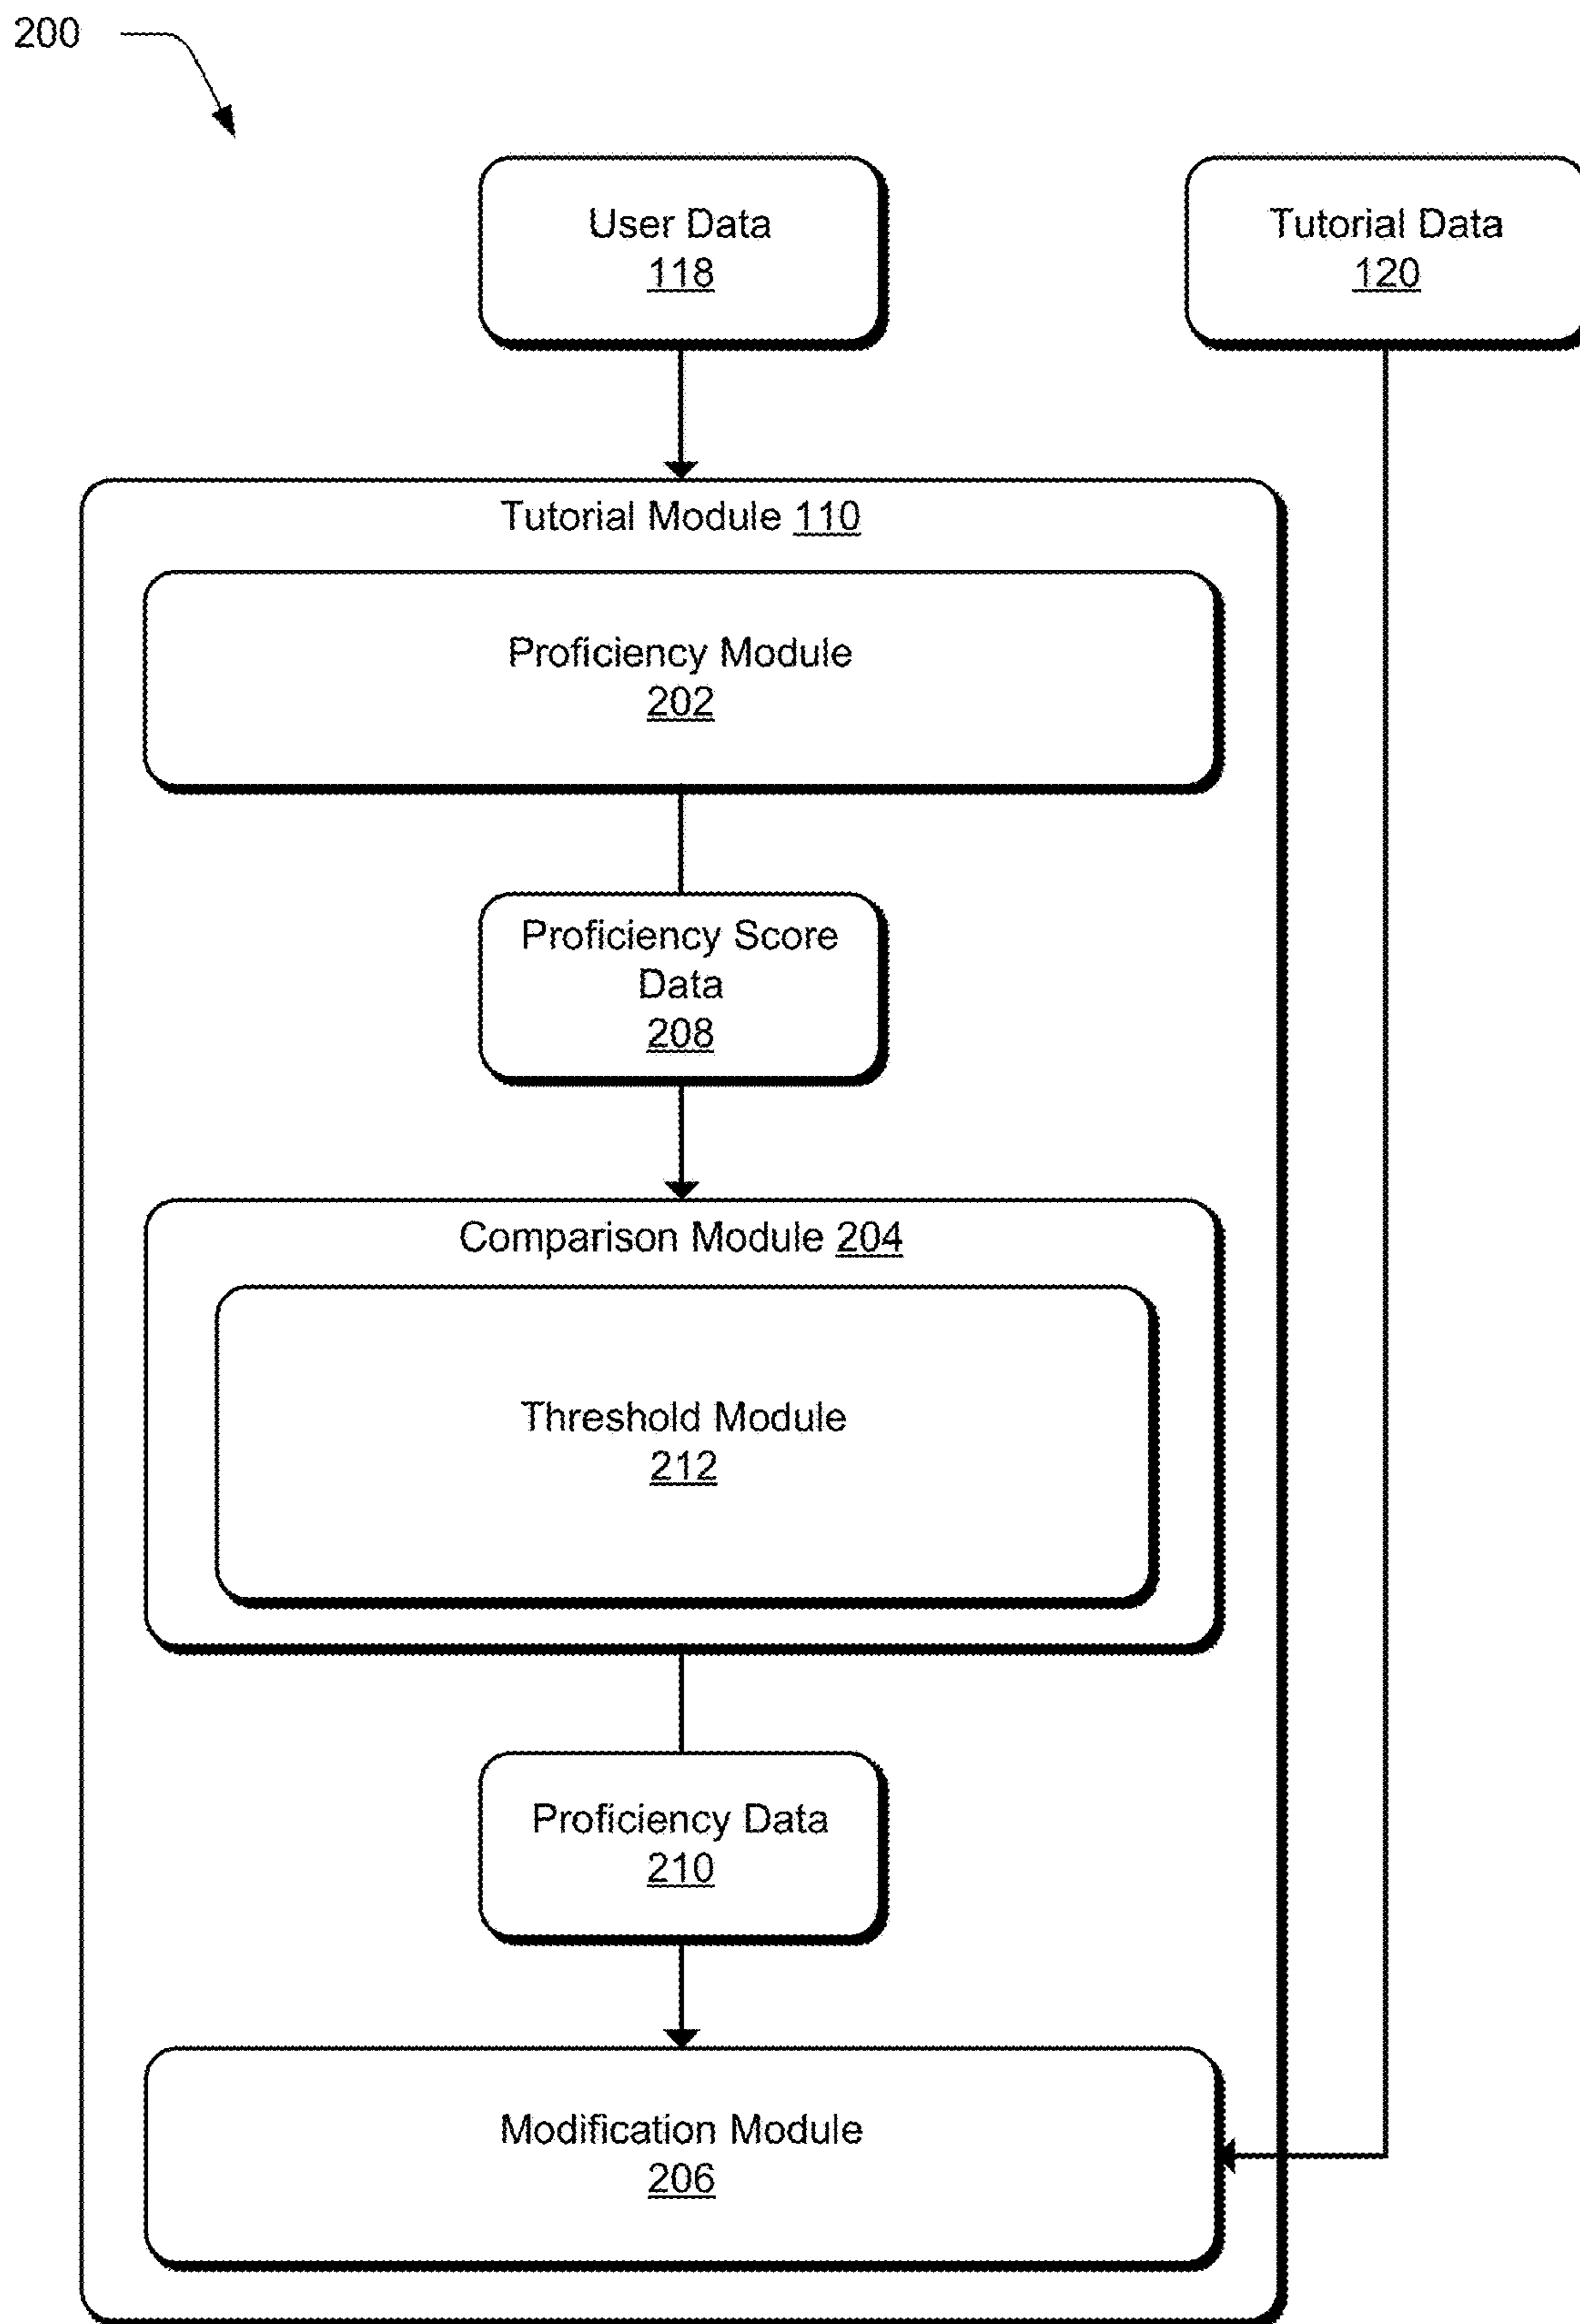 200
User Data
118
Tutorial Data
120
Tutorial Module 110
Proficiency Module
202
Proficiency Score
Data
208
Comparison Module 204
Threshold Module
212
Proficiency Data
210
Modification Module
206